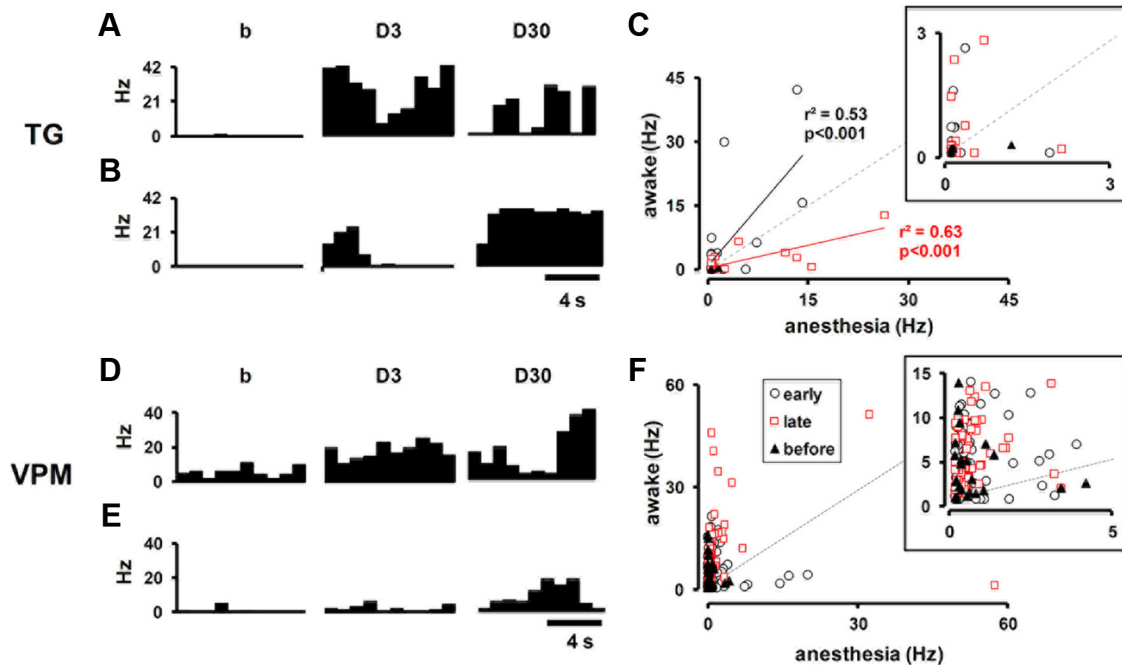 A
b
D3
D30
Hz
42
21
0
TG
B
Hz
42
21
0
4 s
C
awake (Hz)
45
30
15
0
0
15
30
45
anesthesia (Hz)
r² = 0.53
p<0.001
r² = 0.63
p<0.001
3
0
0
3
D
b
D3
D30
Hz
40
20
0
VPM
E
Hz
40
20
0
4 s
F
awake (Hz)
60
30
0
0
30
60
anesthesia (Hz)
early
late
before
15
10
5
0
0
5